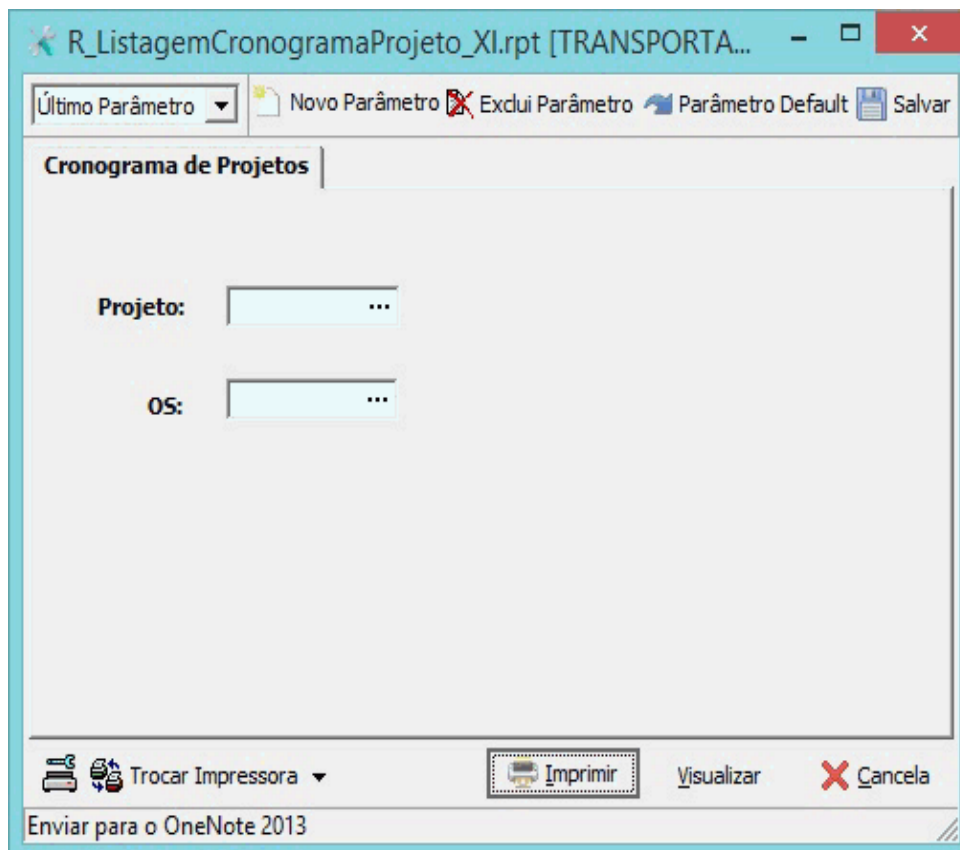 R_ListagemCronogramaProjeto_XI.rpt [TRANSPORTA...
Último Parâmetro Novo Parâmetro Exclui Parâmetro Parâmetro Default Salvar
Cronograma de Projetos
Projeto: ...
OS: ...
Trocar Impressora Imprimir Visualizar Cancela
Enviar para o OneNote 2013